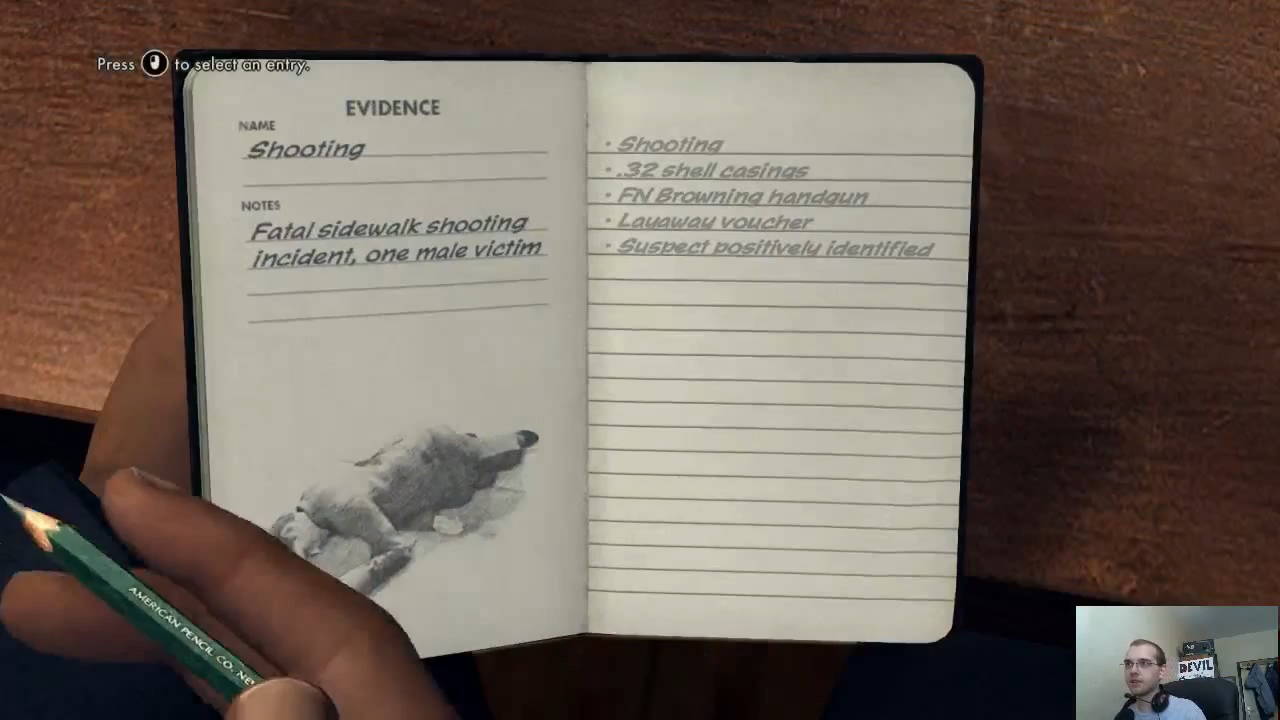 Press to select an entry.
EVIDENCE
NAME
Shooting
NOTES
Fatal sidewalk shooting
incident, one male victim
· Shooting
· .32 shell casings
· FN Browning handgun
· Layaway voucher
· Suspect positively identified
AMERICAN PENCIL CO. NE
DEVIL